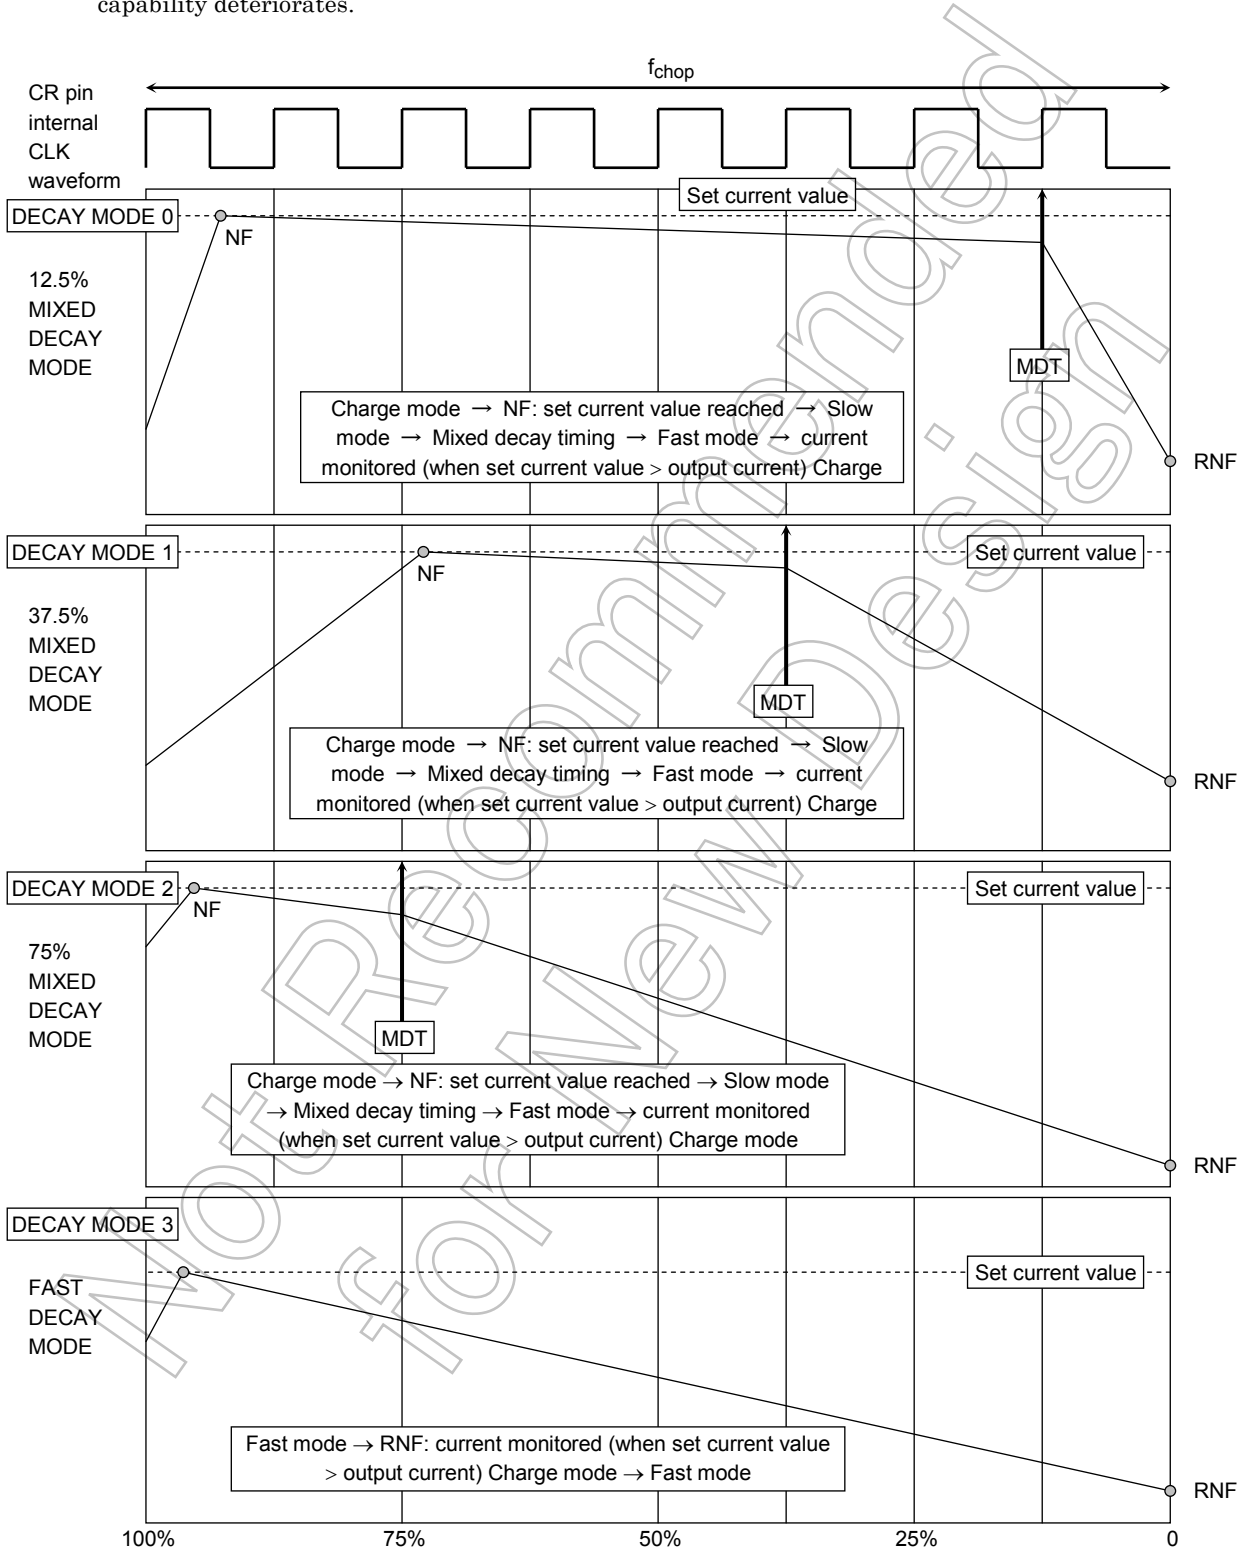 capability deteriorates.
fchop
CR pin
internal
CLK
waveform
Set current value
DECAY MODE 0
NF
12.5%
MIXED
DECAY
MODE
MDT
Charge mode → NF: set current value reached → Slow
mode → Mixed decay timing → Fast mode → current
monitored (when set current value > output current) Charge
RNF
DECAY MODE 1
Set current value
NF
37.5%
MIXED
DECAY
MODE
MDT
Charge mode → NF: set current value reached → Slow
mode → Mixed decay timing → Fast mode → current
monitored (when set current value > output current) Charge
RNF
DECAY MODE 2
Set current value
NF
75%
MIXED
DECAY
MODE
MDT
Charge mode → NF: set current value reached → Slow mode
→ Mixed decay timing → Fast mode → current monitored
(when set current value > output current) Charge mode
RNF
DECAY MODE 3
Set current value
FAST
DECAY
MODE
Fast mode → RNF: current monitored (when set current value
> output current) Charge mode → Fast mode
RNF
100% 75% 50% 25% 0
Not Recommended
for New Design